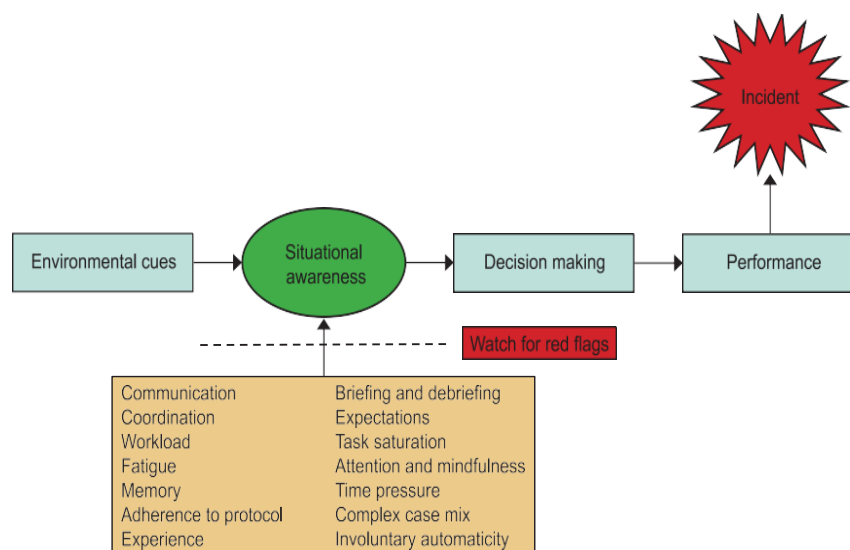 Incident
Environmental cues
Situational
awareness
Decision making
Performance
Watch for red flags
Communication
Coordination
Workload
Fatigue
Memory
Adherence to protocol
Experience
Briefing and debriefing
Expectations
Task saturation
Attention and mindfulness
Time pressure
Complex case mix
Involuntary automaticity